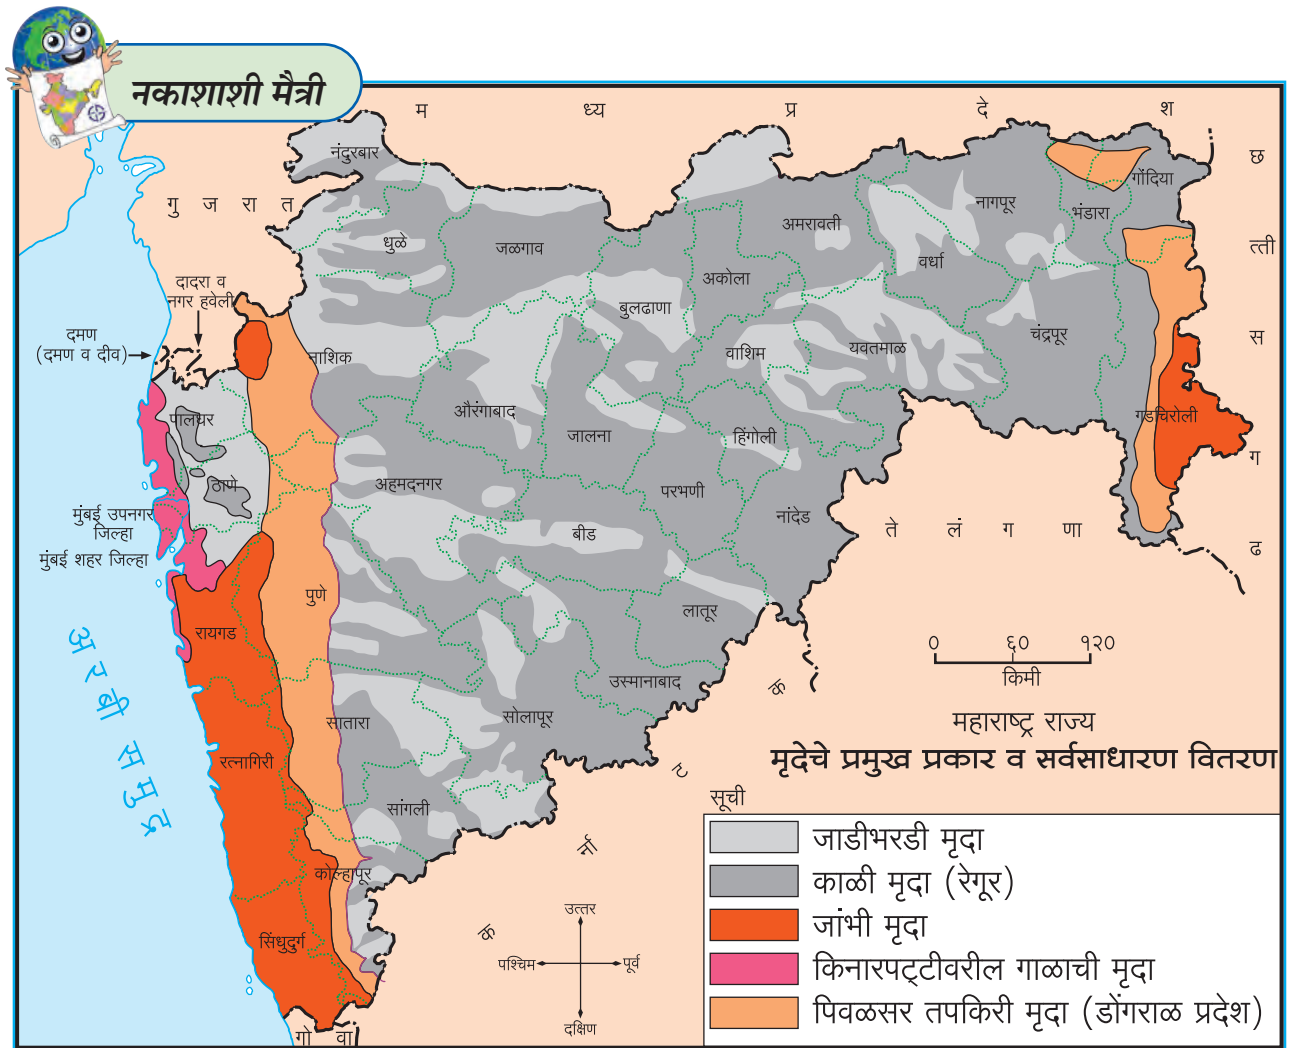 नकाशाशी मैत्री
म ध्य प्र दे श
छ
त्ती
स
ग
ढ
गु ज रा त
नंदुरबार
गोंदिया
नागपूर
भंडारा
अमरावती
धुळे
जळगाव
वर्धा
अकोला
दादरा व
नगर हवेली
बुलढाणा
दमण
(दमण व दीव)
नाशिक
वाशिम
यवतमाळ
चंद्रपूर
पालघर
औरंगाबाद
जालना
हिंगोली
गडचिरोली
ठाणे
अहमदनगर
परभणी
नांदेड
मुंबई उपनगर
जिल्हा
बीड
ते लं ग णा
मुंबई शहर जिल्हा
पुणे
लातूर
रायगड
अ र बी स मु द्र
० ६० १२०
किमी
उस्मानाबाद
सातारा
सोलापूर
रत्नागिरी
सांगली
कोल्हापूर
सिंधुदुर्ग
क र्ना ट क
गो वा
उत्तर
पश्चिम पूर्व
दक्षिण
महाराष्ट्र राज्य
मृदेचे प्रमुख प्रकार व सर्वसाधारण वितरण
सूची
जाडीभरडी मृदा
काळी मृदा (रेगूर)
जांभी मृदा
किनारपट्टीवरील गाळाची मृदा
पिवळसर तपकिरी मृदा (डोंगराळ प्रदेश)